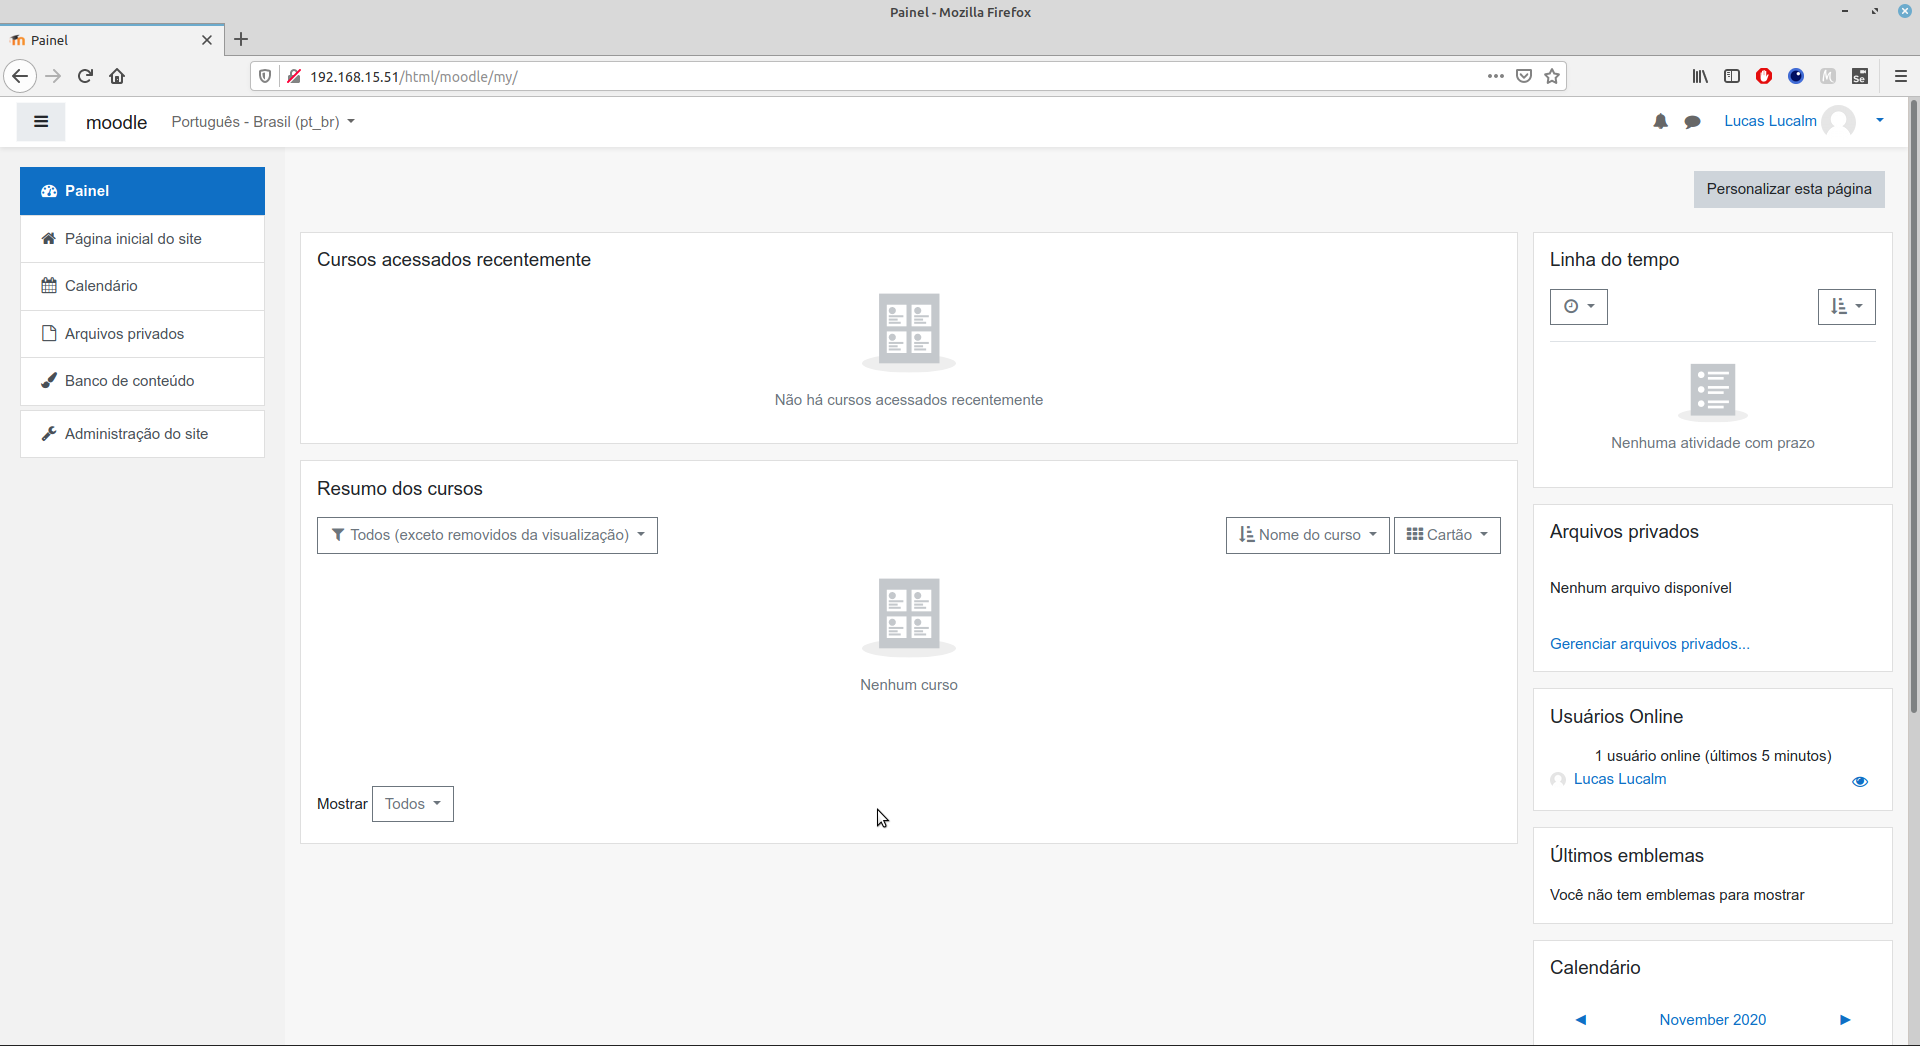 Painel - Mozilla Firefox
Painel
192.168.15.51/html/moodle/my/
moodle
Português - Brasil (pt_br)
Lucas Lucalm
Painel
Página inicial do site
Calendário
Arquivos privados
Banco de conteúdo
Administração do site
Personalizar esta página
Cursos acessados recentemente
Não há cursos acessados recentemente
Resumo dos cursos
Todos (exceto removidos da visualização)
Nome do curso
Cartão
Nenhum curso
Mostrar
Todos
Linha do tempo
Nenhuma atividade com prazo
Arquivos privados
Nenhum arquivo disponível
Gerenciar arquivos privados...
Usuários Online
1 usuário online (últimos 5 minutos)
Lucas Lucalm
Últimos emblemas
Você não tem emblemas para mostrar
Calendário
◄ November 2020 ►